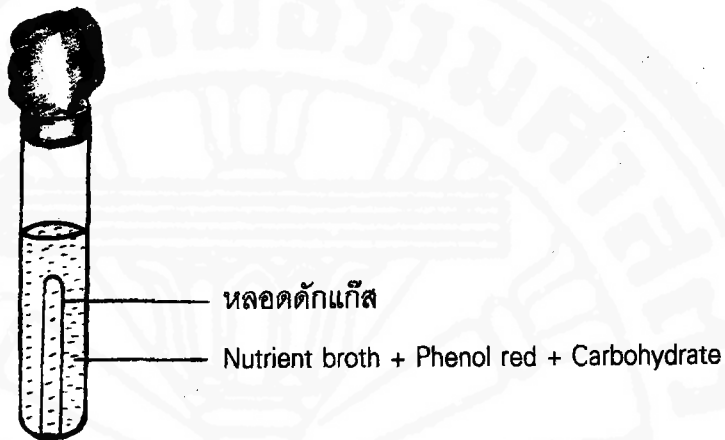 หลอดดักแก๊ส
Nutrient broth + Phenol red + Carbohydrate